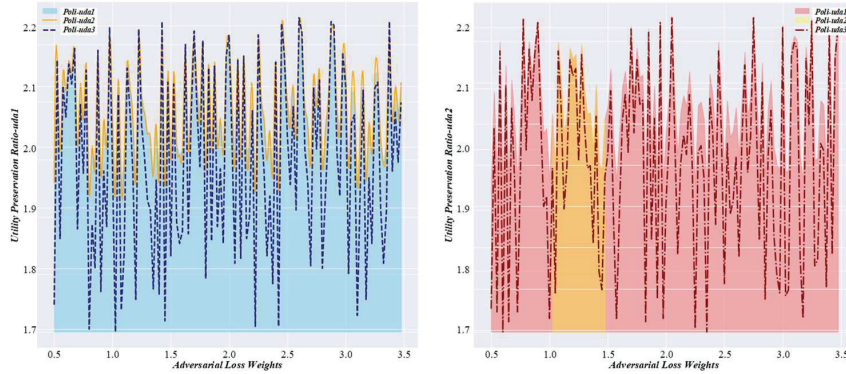 Poli-uda1
Poli-uda2
Poli-uda3
2.2
2.1
2.0
1.9
1.8
1.7
Utility Preservation Ratio-uda1
0.5
1.0
1.5
2.0
2.5
3.0
3.5
Adversarial Loss Weights
Poli-uda1
Poli-uda2
Poli-uda3
2.2
2.1
2.0
1.9
1.8
1.7
Utility Preservation Ratio-uda2
0.5
1.0
1.5
2.0
2.5
3.0
3.5
Adversarial Loss Weights